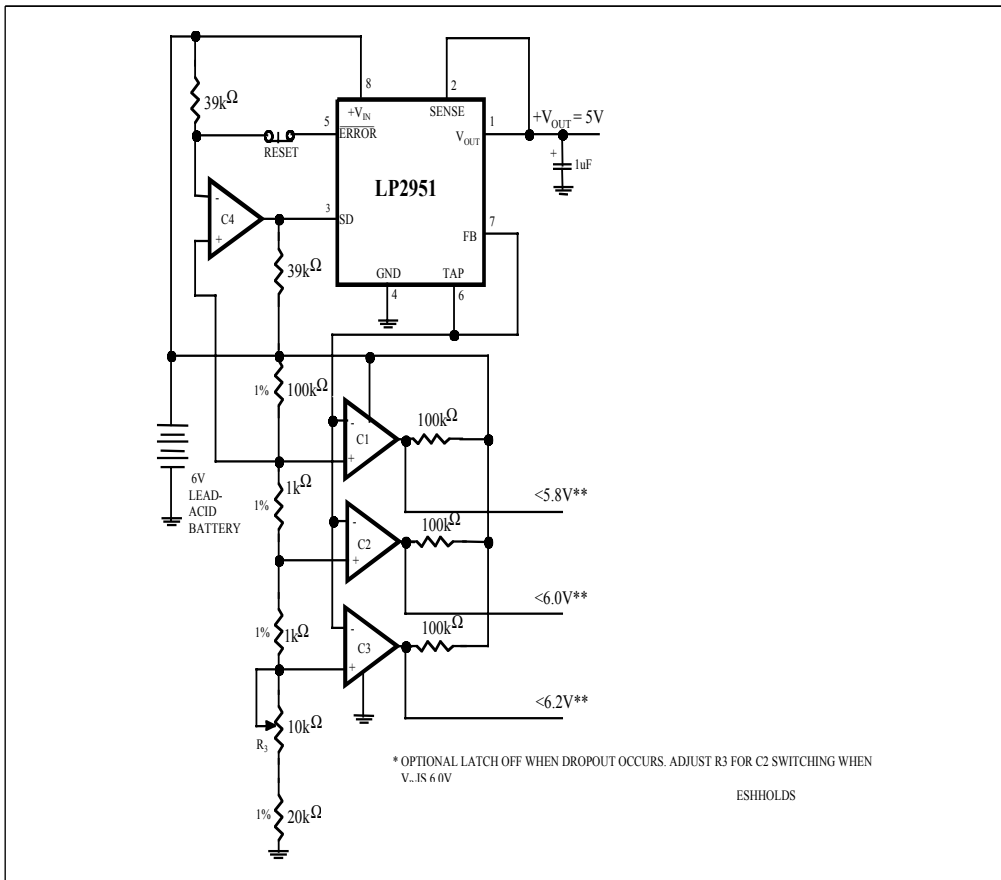 39kΩ
8
2
+VIN
SENSE
5
ERROR
RESET
1
VOUT
+VOUT = 5V
+
1uF
LP2951
-
C4
+
3
SD
7
FB
39kΩ
GND
TAP
4
6
1%
100kΩ
-
C1
+
100kΩ
6V
LEAD-
ACID
BATTERY
1%
1kΩ
<5.8V**
-
C2
+
100kΩ
<6.0V**
1%
1kΩ
-
C3
+
100kΩ
<6.2V**
10kΩ
R3
* OPTIONAL LATCH OFF WHEN DROPOUT OCCURS. ADJUST R3 FOR C2 SWITCHING WHEN
IS 6.0V
ESHHOLDS
1%
20kΩ